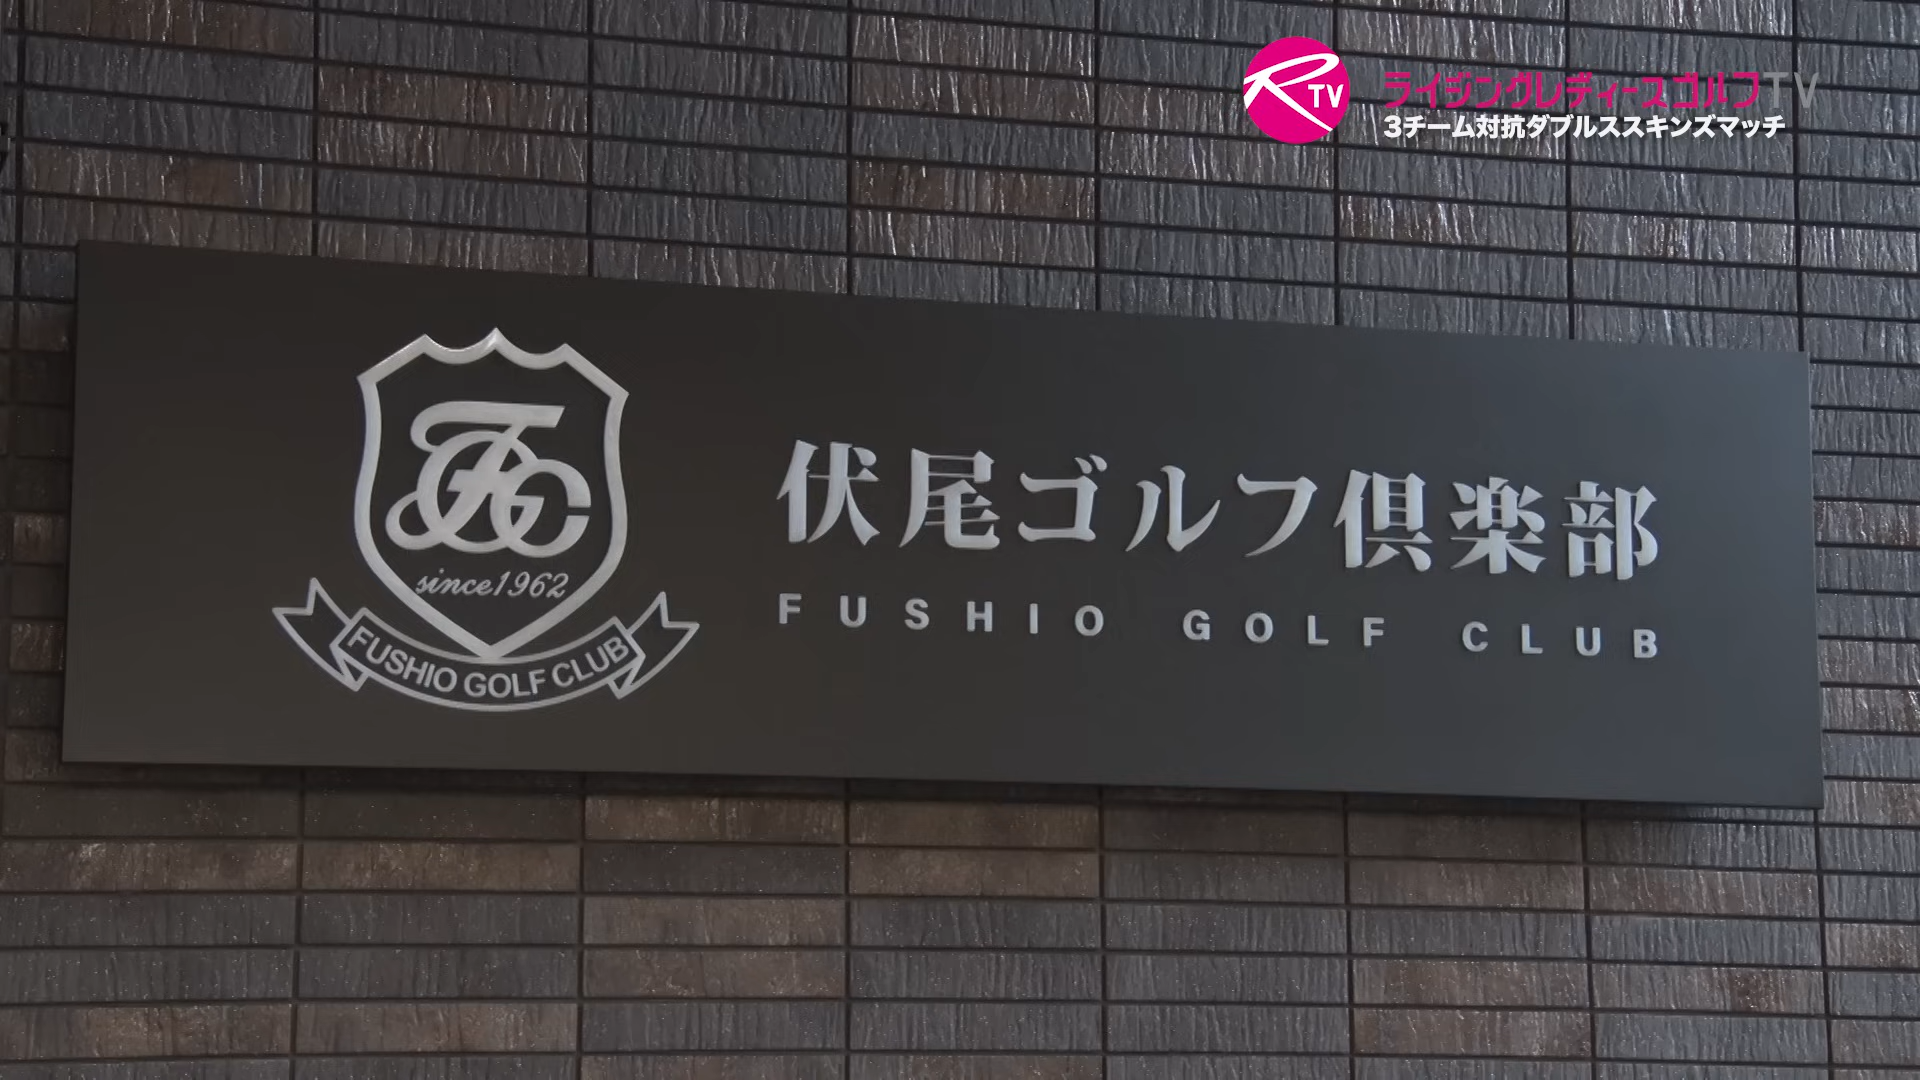 R TV
ライジングレディースゴルフTV
3チーム対抗ダブルススキンズマッチ
FGC
since1962
FUSHIO GOLF CLUB
伏尾ゴルフ倶楽部
FUSHIO GOLF CLUB